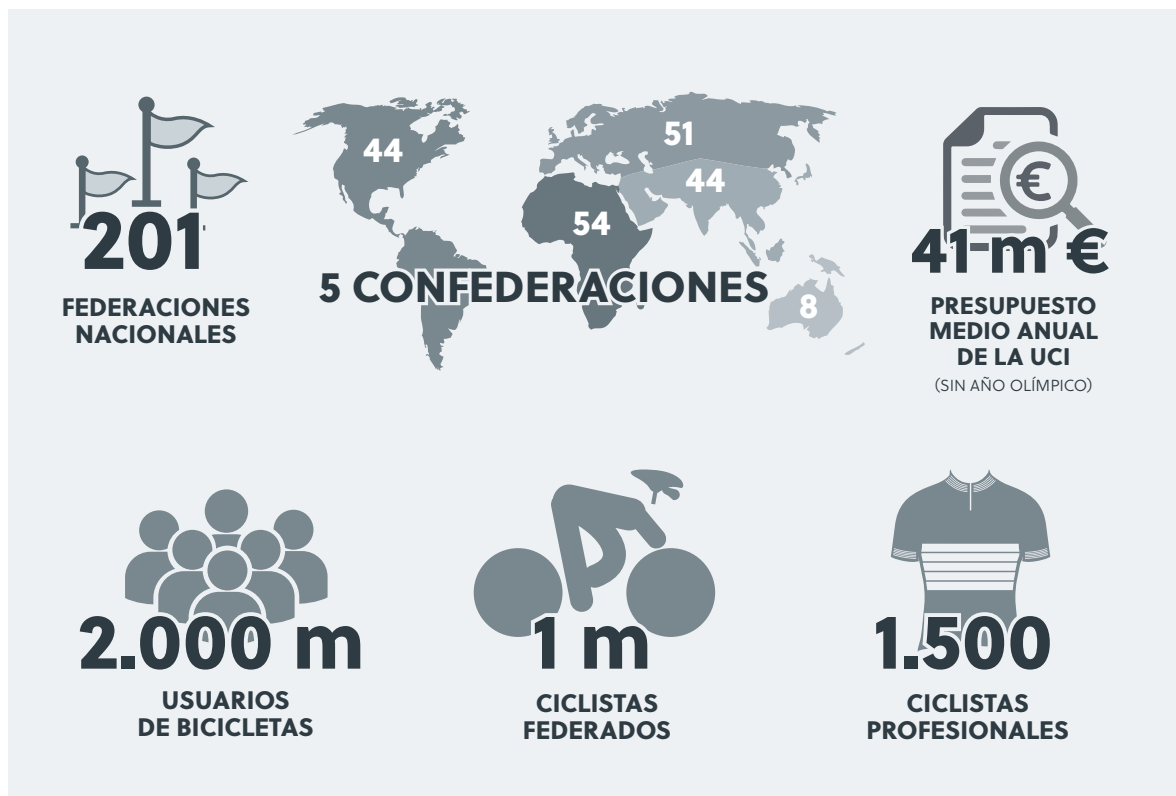 44
51
44
54
8
5 CONFEDERACIONES
201
FEDERACIONES
NACIONALES
€
41 m €
PRESUPUESTO
MEDIO ANUAL
DE LA UCI
(SIN AÑO OLÍMPICO)
2.000 m
USUARIOS
DE BICICLETAS
1 m
CICLISTAS
FEDERADOS
1.500
CICLISTAS
PROFESIONALES